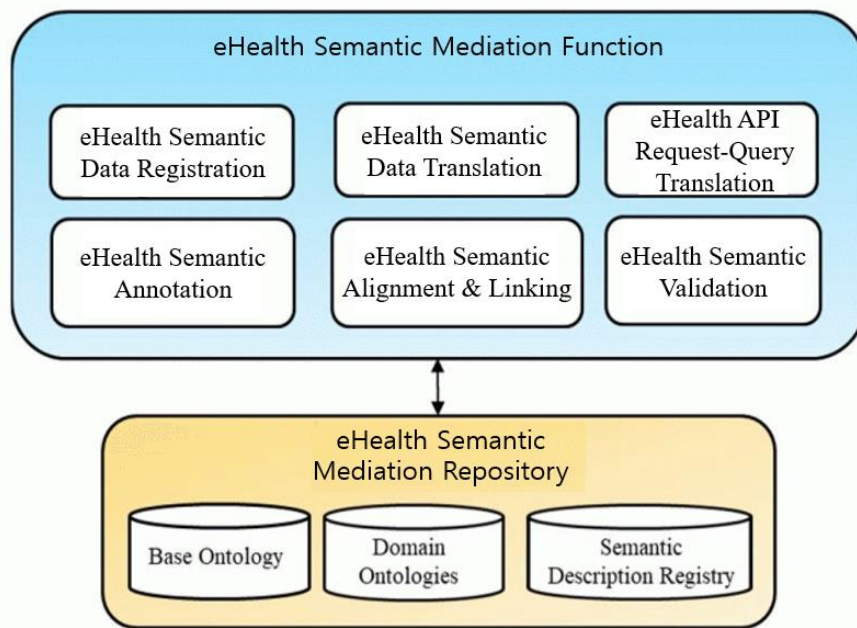 eHealth Semantic Mediation Function
eHealth Semantic
Data Registration
eHealth Semantic
Data Translation
eHealth API
Request-Query
Translation
eHealth Semantic
Annotation
eHealth Semantic
Alignment & Linking
eHealth Semantic
Validation
eHealth Semantic
Mediation Repository
Base Ontology
Domain
Ontologies
Semantic
Description Registry